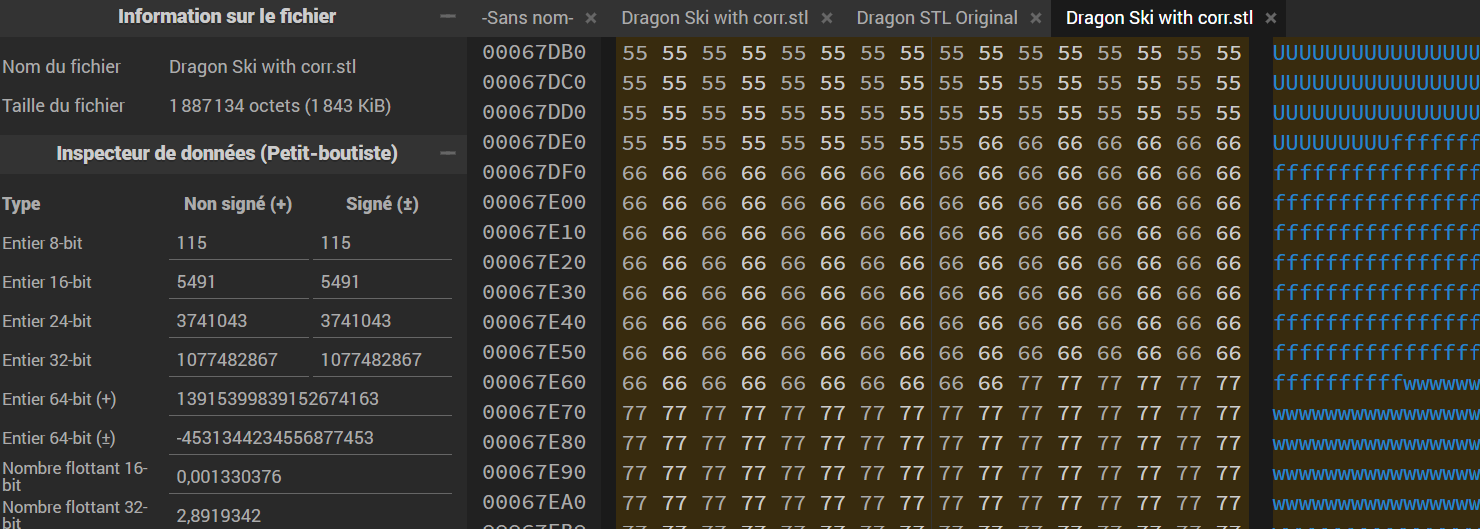 Information sur le fichier
Nom du fichier Dragon Ski with corr.stl
Taille du fichier 1 887 134 octets (1 843 KiB)
Inspecteur de données (Petit-boutiste)
Type Non signé (+) Signé (±)
Entier 8-bit 115 115
Entier 16-bit 5491 5491
Entier 24-bit 3741043 3741043
Entier 32-bit 1077482867 1077482867
Entier 64-bit (+) 13915399839152674163
Entier 64-bit (±) -4531344234556877453
Nombre flottant 16-
bit 0,001330376
Nombre flottant 32-
bit 2,8919342
-Sans nom- × Dragon Ski with corr.stl × Dragon STL Original × Dragon Ski with corr.stl ×
00067DB0 55 55 55 55 55 55 55 55 55 55 55 55 55 55 55 55 UUUUUUUUUUUUUUUU
00067DC0 55 55 55 55 55 55 55 55 55 55 55 55 55 55 55 55 UUUUUUUUUUUUUUUU
00067DD0 55 55 55 55 55 55 55 55 55 55 55 55 55 55 55 55 UUUUUUUUUUUUUUUU
00067DE0 55 55 55 55 55 55 55 55 55 66 66 66 66 66 66 66 UUUUUUUUUfffffff
00067DF0 66 66 66 66 66 66 66 66 66 66 66 66 66 66 66 66 ffffffffffffffff
00067E00 66 66 66 66 66 66 66 66 66 66 66 66 66 66 66 66 ffffffffffffffff
00067E10 66 66 66 66 66 66 66 66 66 66 66 66 66 66 66 66 ffffffffffffffff
00067E20 66 66 66 66 66 66 66 66 66 66 66 66 66 66 66 66 ffffffffffffffff
00067E30 66 66 66 66 66 66 66 66 66 66 66 66 66 66 66 66 ffffffffffffffff
00067E40 66 66 66 66 66 66 66 66 66 66 66 66 66 66 66 66 ffffffffffffffff
00067E50 66 66 66 66 66 66 66 66 66 66 66 66 66 66 66 66 ffffffffffffffff
00067E60 66 66 66 66 66 66 66 66 66 66 77 77 77 77 77 77 ffffffffffwwwwww
00067E70 77 77 77 77 77 77 77 77 77 77 77 77 77 77 77 77 wwwwwwwwwwwwwwww
00067E80 77 77 77 77 77 77 77 77 77 77 77 77 77 77 77 77 wwwwwwwwwwwwwwww
00067E90 77 77 77 77 77 77 77 77 77 77 77 77 77 77 77 77 wwwwwwwwwwwwwwww
00067EA0 77 77 77 77 77 77 77 77 77 77 77 77 77 77 77 77 wwwwwwwwwwwwwwww